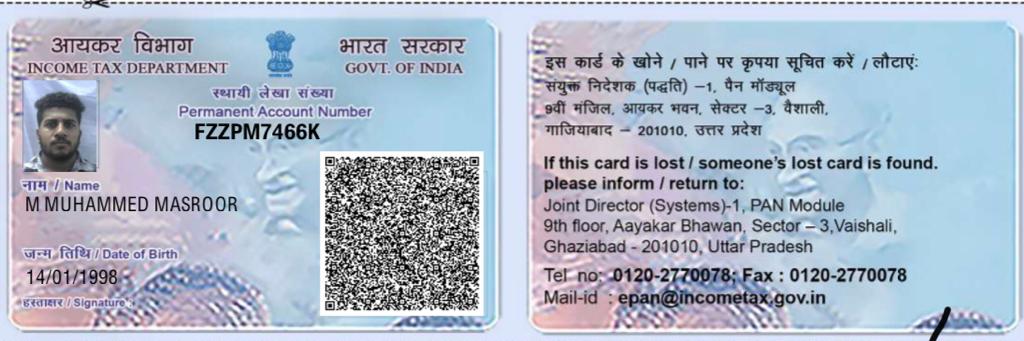 आयकर विभाग
INCOME TAX DEPARTMENT
भारत सरकार
GOVT. OF INDIA
स्थायी लेखा संख्या
Permanent Account Number
FZZPM7466K
नाम / Name
M MUHAMMED MASROOR
जन्म तिथि / Date of Birth
14/01/1998
हस्ताक्षर / Signature :
इस कार्ड के खोने / पाने पर कृपया सूचित करें / लौटाएं:
संयुक्त निदेशक (पद्धति) –1, पैन मॉड्यूल
9वीं मंजिल, आयकर भवन, सेक्टर –3, वैशाली,
गाजियाबाद – 201010, उत्तर प्रदेश
If this card is lost / someone's lost card is found.
please inform / return to:
Joint Director (Systems)-1, PAN Module
9th floor, Aayakar Bhawan, Sector – 3,Vaishali,
Ghaziabad - 201010, Uttar Pradesh
Tel no: 0120-2770078; Fax : 0120-2770078
Mail-id : epan@incometax.gov.in